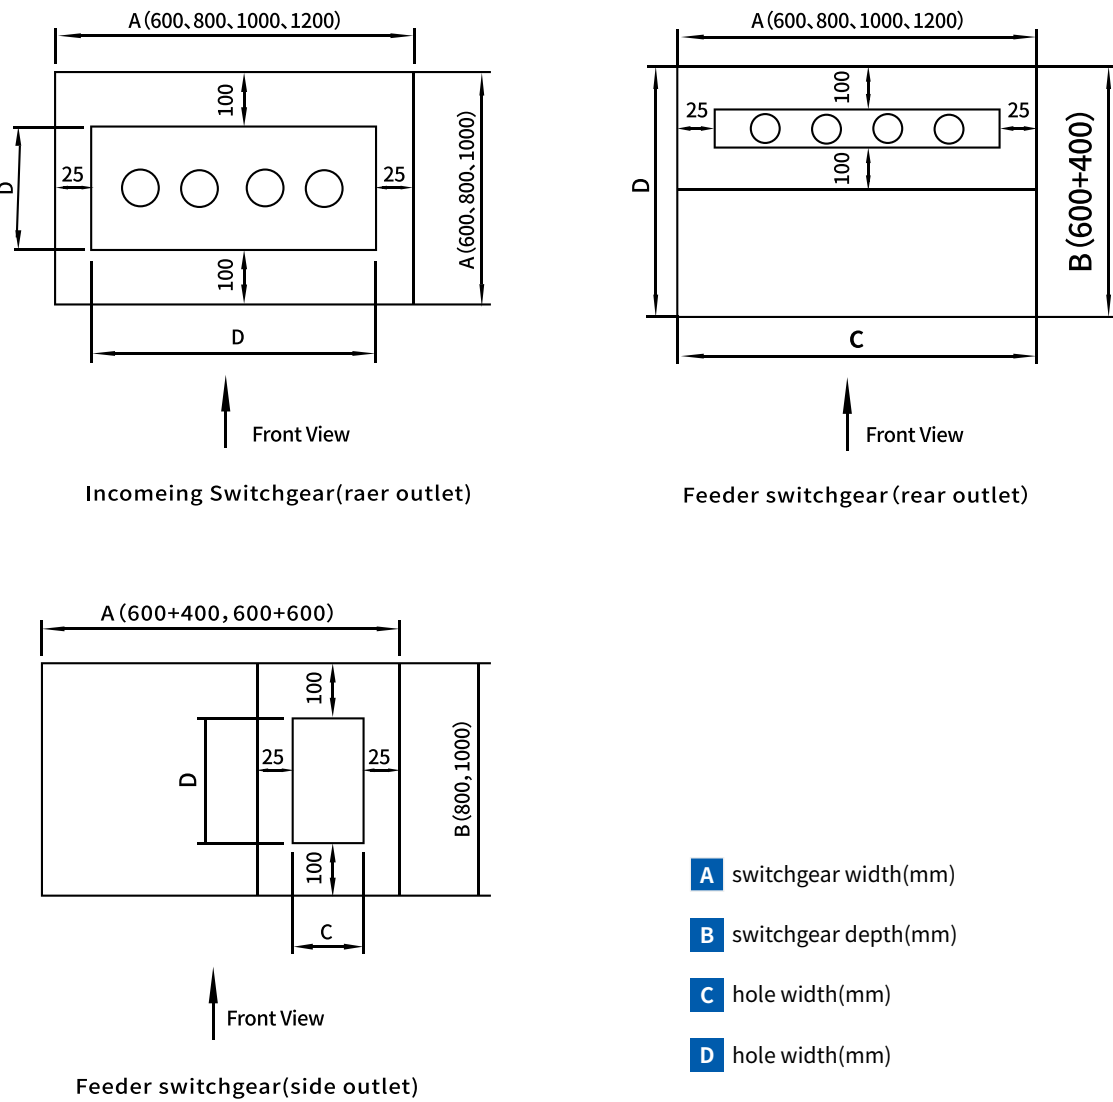 A(600、800、1000、1200)
100
D
25
25
A(600、800、1000)
100
D
Front View
Incomeing Switchgear(raer outlet)
A(600、800、1000、1200)
100
25
25
100
D
B(600+400)
C
Front View
Feeder switchgear(rear outlet)
A(600+400, 600+600)
100
25
25
D
B(800,1000)
100
C
Front View
Feeder switchgear(side outlet)
A switchgear width(mm)
B switchgear depth(mm)
C hole width(mm)
D hole width(mm)